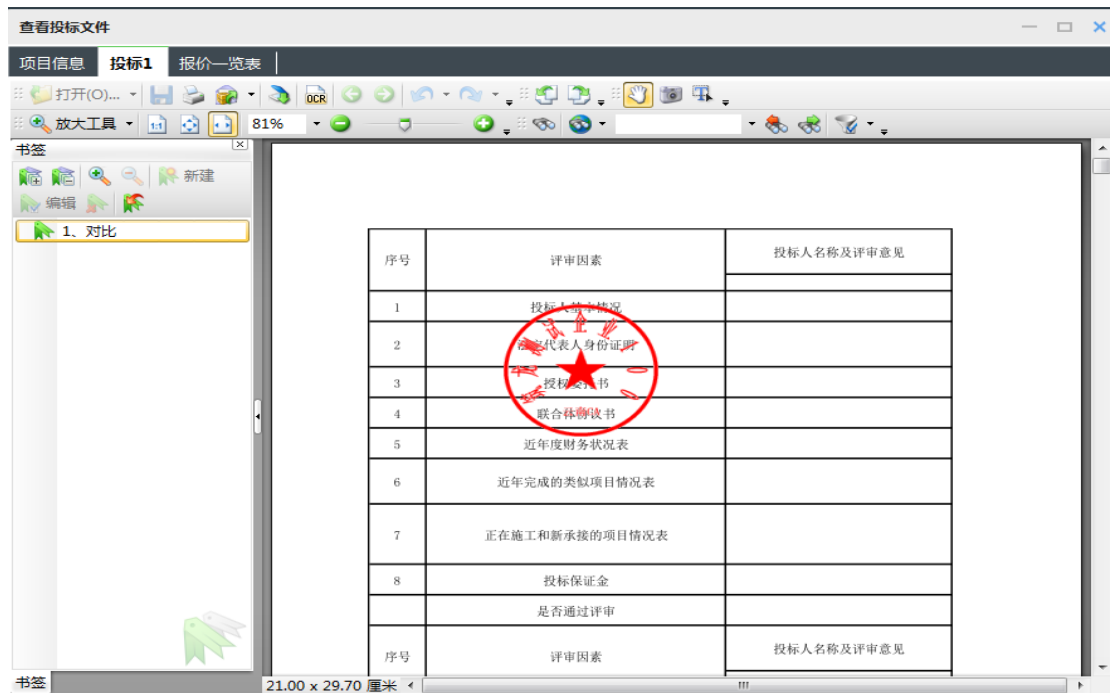 查看投标文件
项目信息 投标1 报价一览表
打开(O)... OCR
放大工具 1:1 81%
书签
新建
编辑
1、对比
序号 评审因素 投标人名称及评审意见
1 投标人基本情况
2 法定代表人身份证明
3 授权委托书
4 联合体协议书
5 近年度财务状况表
6 近年完成的类似项目情况表
7 正在施工和新承接的项目情况表
8 投标保证金
是否通过评审
序号 评审因素 投标人名称及评审意见
测试企业
书签 21.00 x 29.70 厘米